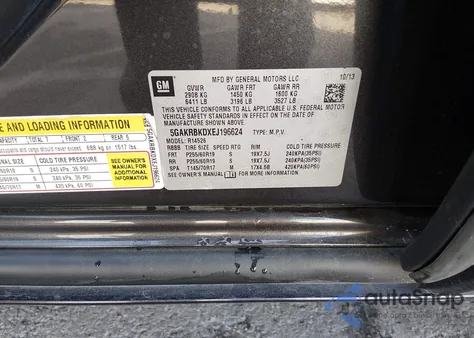 MFD BY GENERAL MOTORS LLC
10/13
GM
GVWR GAWR FRT GAWR RR
2908 KG 1450 KG 1600 KG
6411 LB 3196 LB 3527 LB
THIS VEHICLE CONFORMS TO ALL APPLICABLE U.S. FEDERAL
MOTOR VEHICLE SAFETY STANDARDS IN EFFECT ON THE DATE OF
MANUFACTURE SHOWN ABOVE.
5GAKRBKDXEJ196624 TYPE: M.P.V.
MODEL: R14526
TIRE SIZE SPEED RTG RIM COLD TIRE PRESSURE
FRT P255/60R19 S 19X7.5J 240KPA(35PSI)
RR P255/60R19 S 19X7.5J 240KPA(35PSI)
SPA T145/70R17 M 17X4.5B 420KPA(60PSI)
SEE OWNER'S MANUAL FOR MORE INFORMATION.
E AND LOADING INFORMATION
TOTAL 7 FRONT 2 REAR 5
688 kg or 1517 lbs
COLD TIRE PRESSURE
240 KPA, 35 PSI
240 KPA, 35 PSI
420 KPA, 60 PSI
SEE OWNER'S
MANUAL FOR
ADDITIONAL
INFORMATION
5GAKRBKDXEJ196624
autoSnap